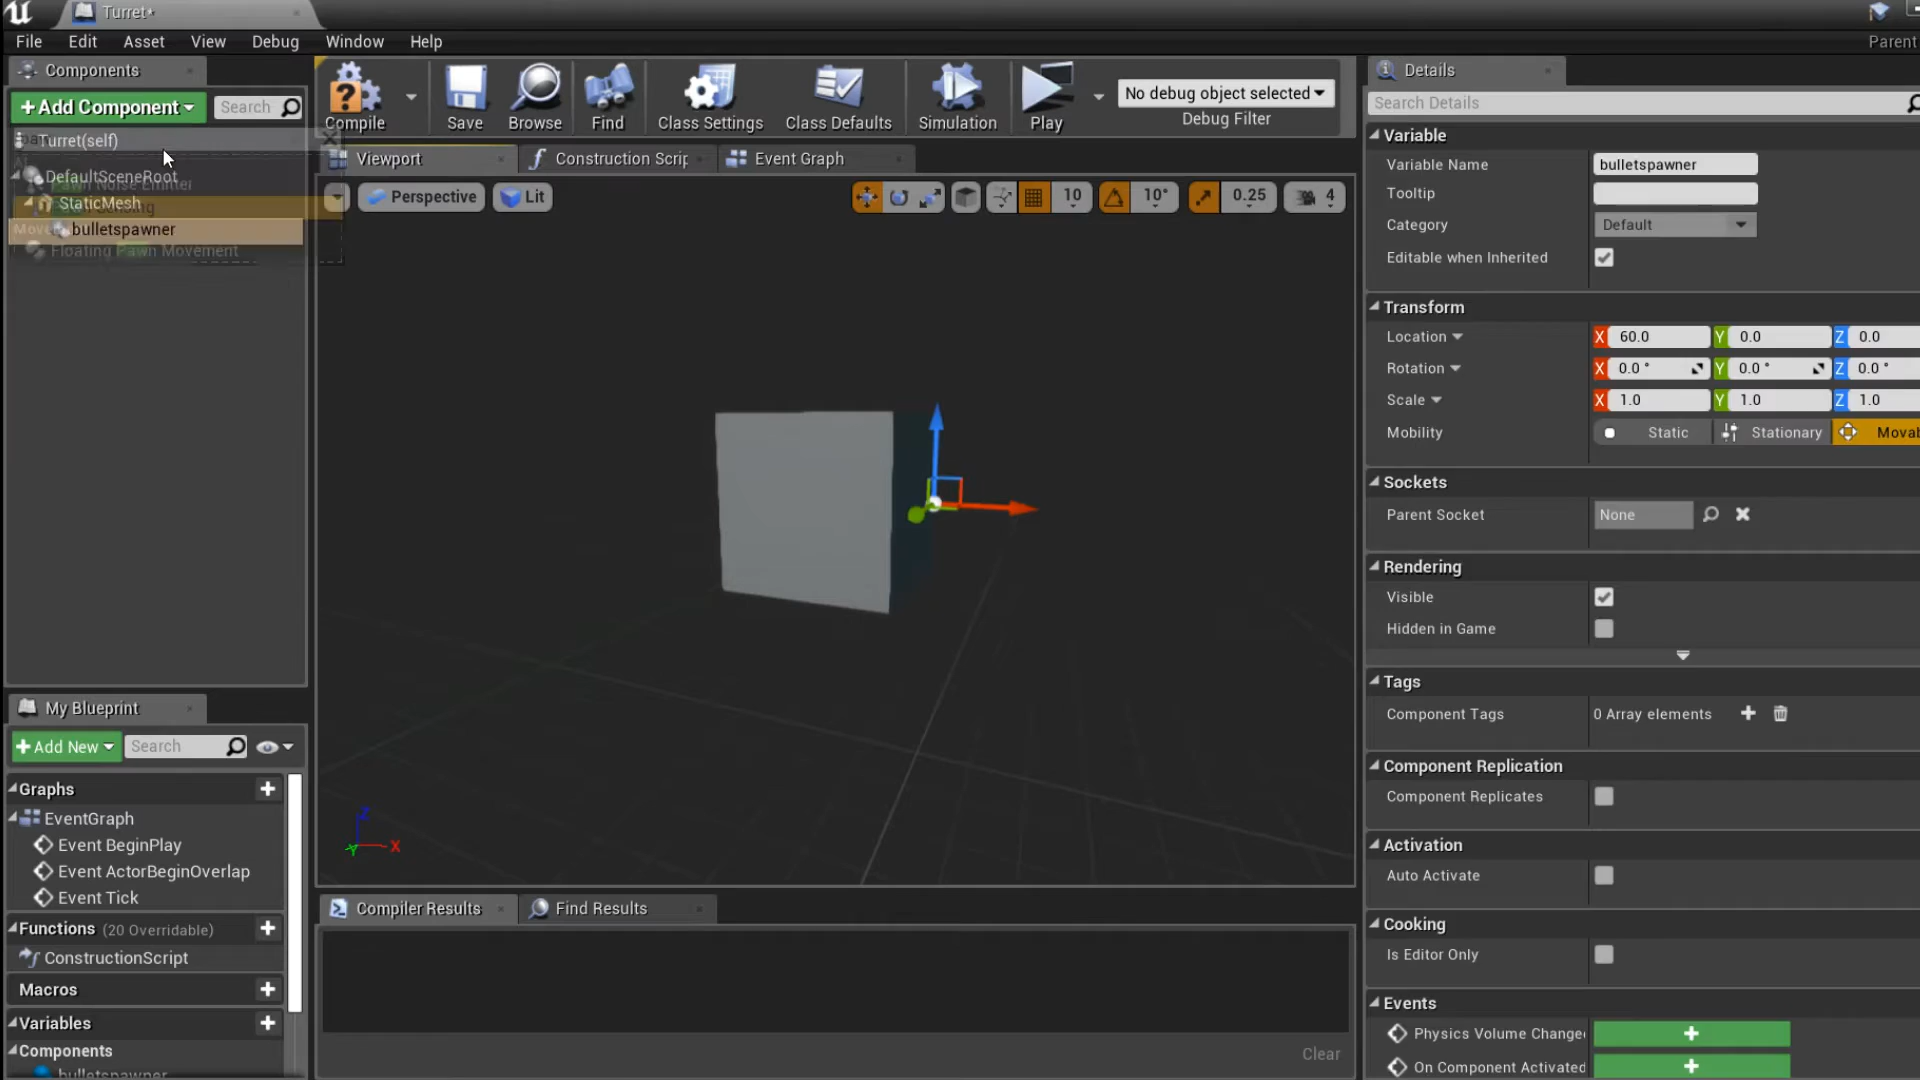 Turret*
File Edit Asset View Debug Window Help
Parent
Components
+Add Component
Search
Turret(self)
DefaultSceneRoot
Pawn Noise Emitter
StaticMesh
bulletspawner
Floating Pawn Movement
Compile
Save
Browse
Find
Class Settings
Class Defaults
Simulation
Play
No debug object selected
Debug Filter
Viewport
Construction Scrip
Event Graph
Perspective
Lit
10
10°
0.25
4
Z
X
Y
My Blueprint
+Add New
Search
Graphs
EventGraph
Event BeginPlay
Event ActorBeginOverlap
Event Tick
Functions (20 Overridable)
ConstructionScript
Macros
Variables
Components
bulletspawner
Compiler Results
Find Results
Clear
Details
Search Details
Variable
Variable Name bulletspawner
Tooltip
Category Default
Editable when Inherited
Transform
Location X 60.0 Y 0.0 Z 0.0
Rotation X 0.0 ° Y 0.0 ° Z 0.0 °
Scale X 1.0 Y 1.0 Z 1.0
Mobility Static Stationary Movab
Sockets
Parent Socket None
Rendering
Visible
Hidden in Game
Tags
Component Tags 0 Array elements
Component Replication
Component Replicates
Activation
Auto Activate
Cooking
Is Editor Only
Events
Physics Volume Change
On Component Activated